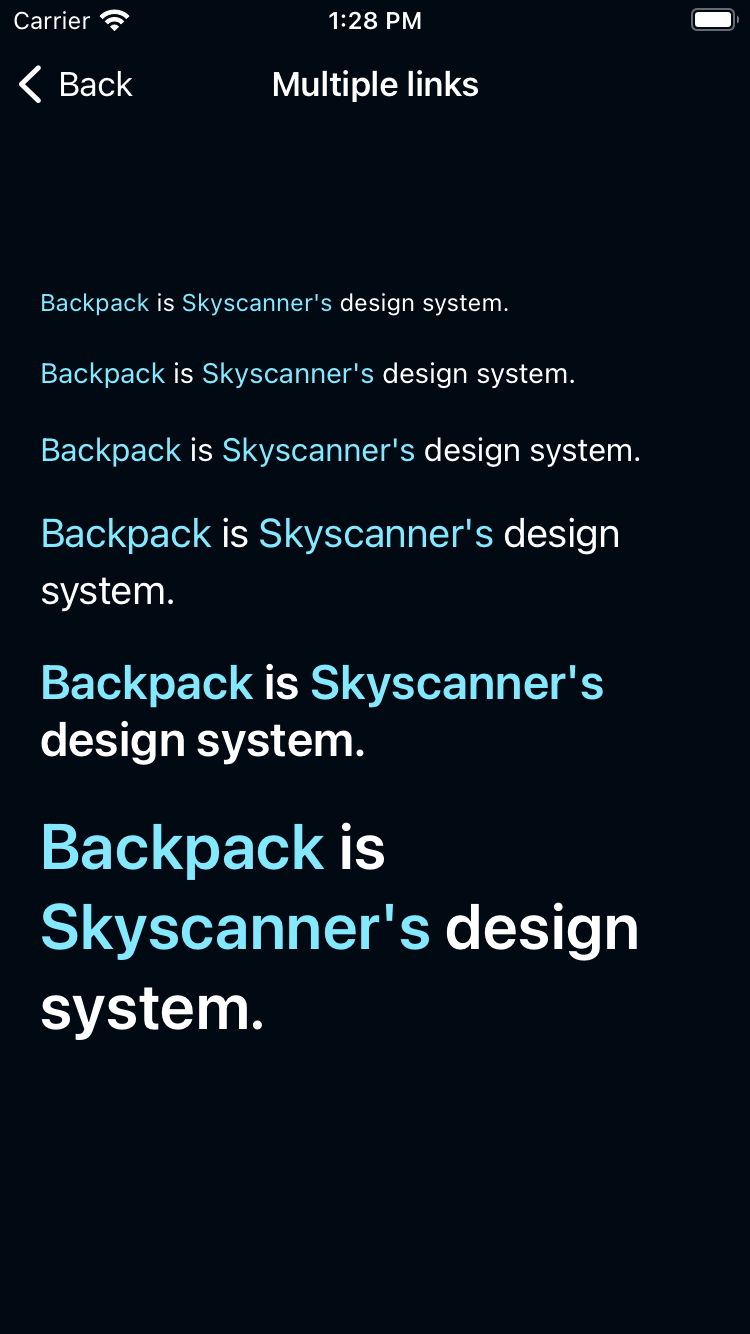 Carrier 1:28 PM
Back Multiple links
Backpack is Skyscanner's design system.
Backpack is Skyscanner's design system.
Backpack is Skyscanner's design system.
Backpack is Skyscanner's design
system.
Backpack is Skyscanner's
design system.
Backpack is
Skyscanner's design
system.